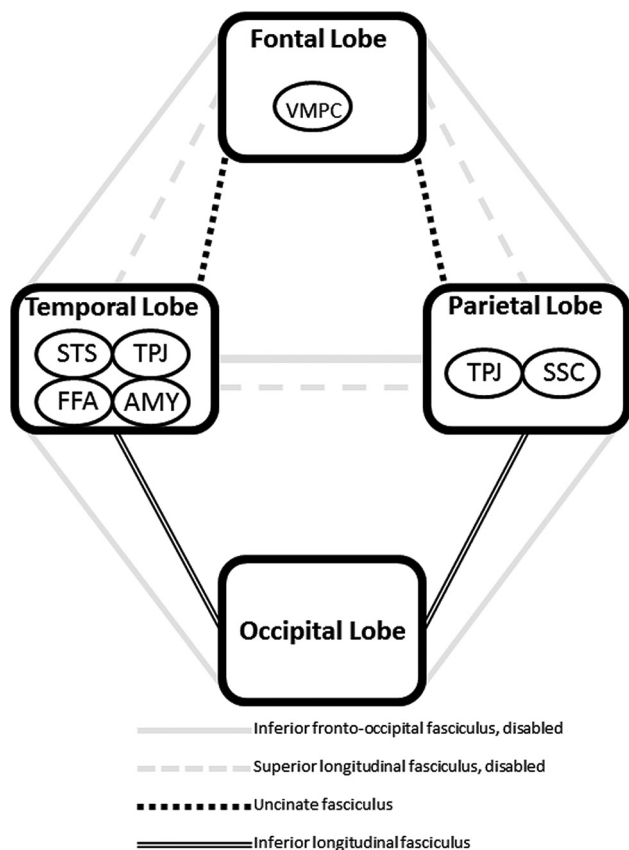 Fontal Lobe
VMPC
Temporal Lobe
STS TPJ
FFA AMY
Parietal Lobe
TPJ SSC
Occipital Lobe
Inferior fronto-occipital fasciculus, disabled
Superior longitudinal fasciculus, disabled
Uncinate fasciculus
Inferior longitudinal fasciculus